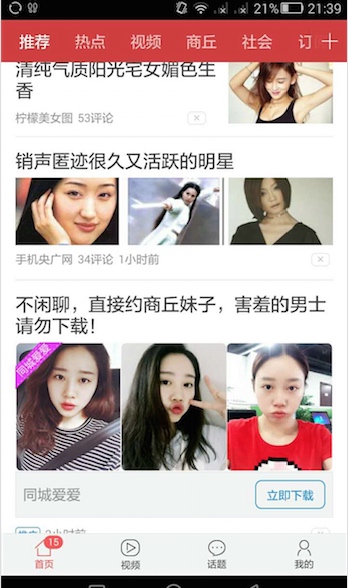 21%
21:39
推荐 热点 视频 商丘 社会 订
清纯气质阳光宅女媚色生
香
柠檬美女图 53评论
销声匿迹很久又活跃的明星
手机央广网 34评论 1小时前
不闲聊，直接约商丘妹子，害羞的男士
请勿下载！
同城爱爱
同城爱爱 立即下载
15
首页 视频 话题 我的